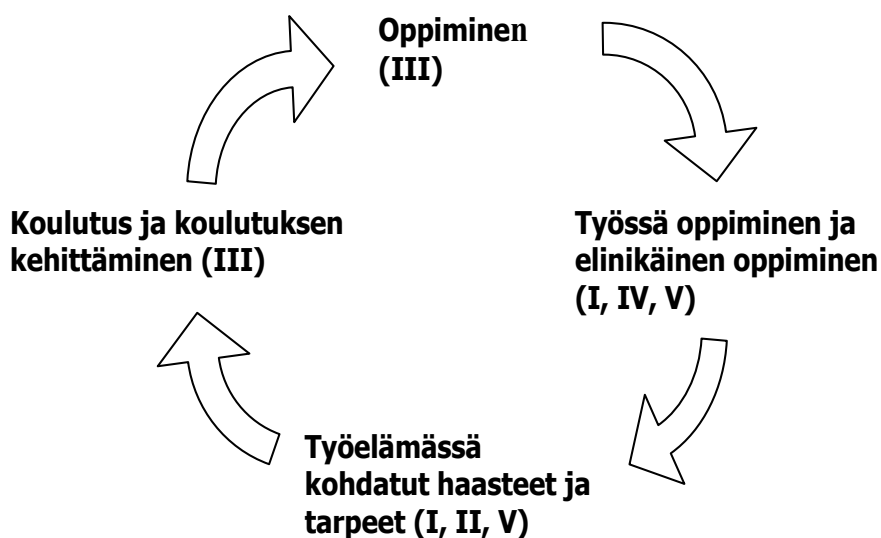 Oppiminen
(III)
Koulutus ja koulutuksen
kehittäminen (III)
Työssä oppiminen ja
elinikäinen oppiminen
(I, IV, V)
Työelämässä
kohdatut haasteet ja
tarpeet (I, II, V)